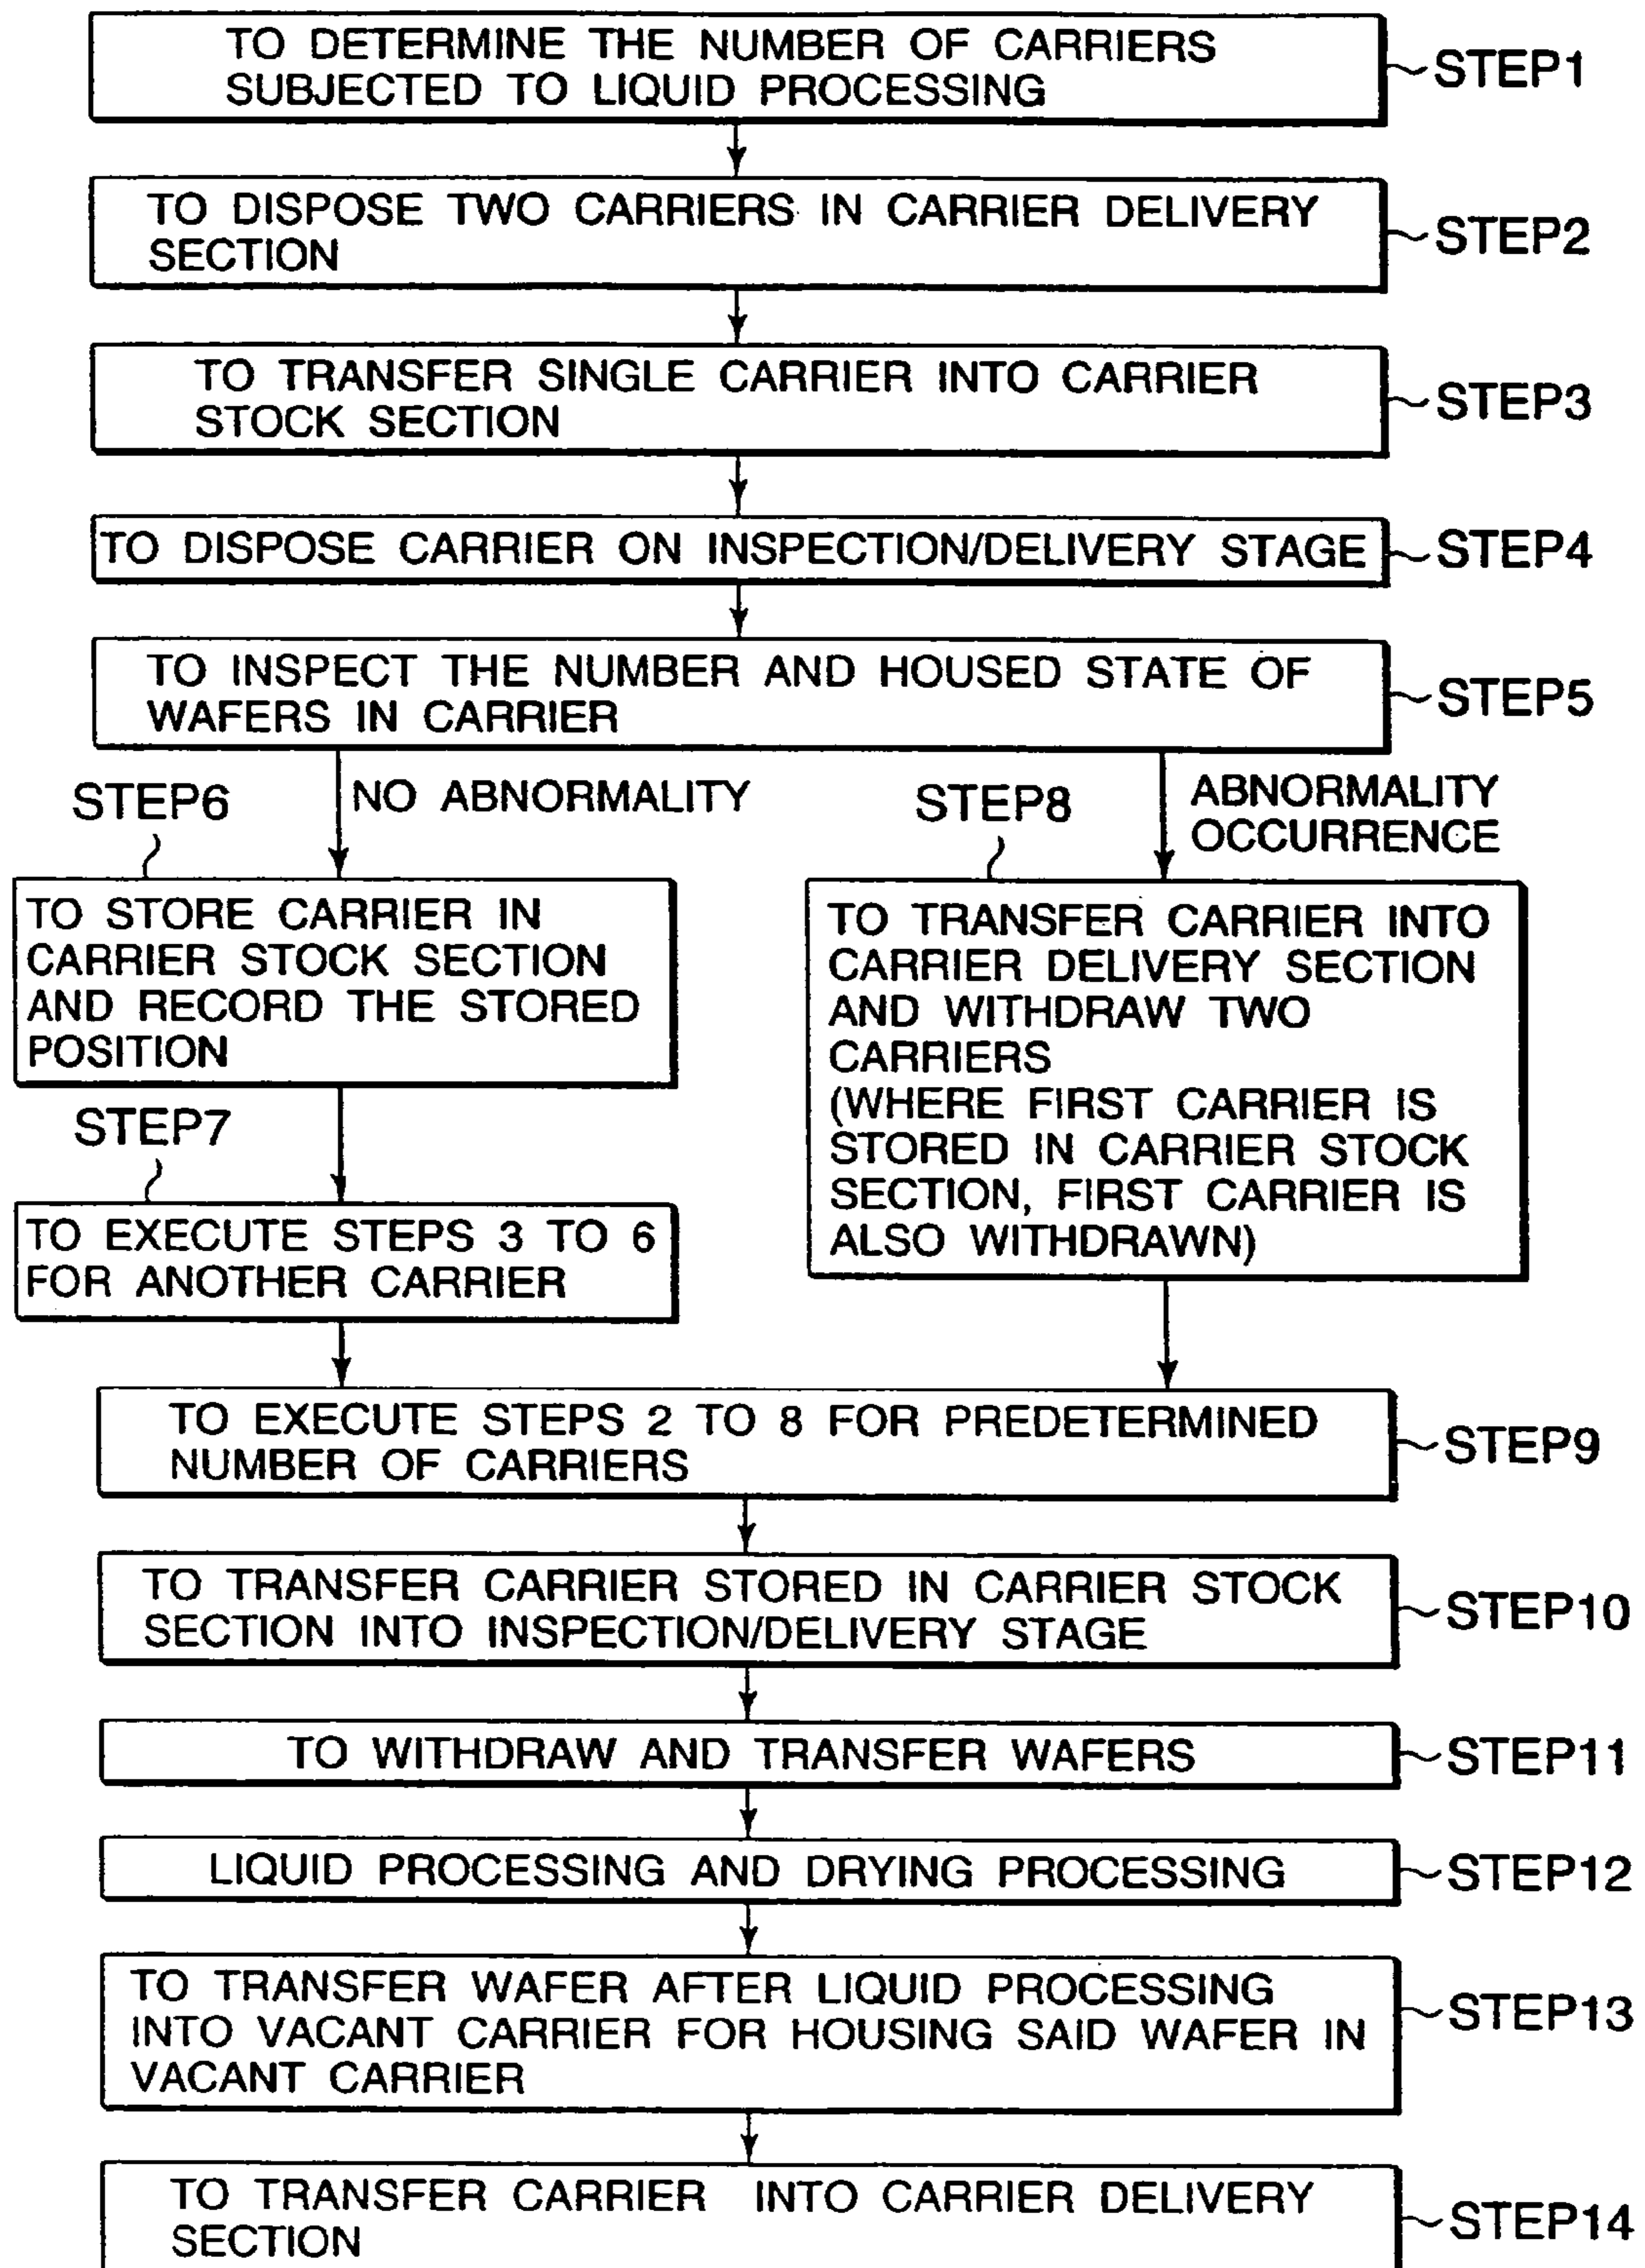 TO DETERMINE THE NUMBER OF CARRIERS
SUBJECTED TO LIQUID PROCESSING
STEP1
TO DISPOSE TWO CARRIERS IN CARRIER DELIVERY
SECTION
STEP2
TO TRANSFER SINGLE CARRIER INTO CARRIER
STOCK SECTION
STEP3
TO DISPOSE CARRIER ON INSPECTION/DELIVERY STAGE
STEP4
TO INSPECT THE NUMBER AND HOUSED STATE OF
WAFERS IN CARRIER
STEP5
STEP6
NO ABNORMALITY
TO STORE CARRIER IN
CARRIER STOCK SECTION
AND RECORD THE STORED
POSITION
STEP7
TO EXECUTE STEPS 3 TO 6
FOR ANOTHER CARRIER
STEP8
ABNORMALITY
OCCURRENCE
TO TRANSFER CARRIER INTO
CARRIER DELIVERY SECTION
AND WITHDRAW TWO
CARRIERS
(WHERE FIRST CARRIER IS
STORED IN CARRIER STOCK
SECTION, FIRST CARRIER IS
ALSO WITHDRAWN)
TO EXECUTE STEPS 2 TO 8 FOR PREDETERMINED
NUMBER OF CARRIERS
STEP9
TO TRANSFER CARRIER STORED IN CARRIER STOCK
SECTION INTO INSPECTION/DELIVERY STAGE
STEP10
TO WITHDRAW AND TRANSFER WAFERS
STEP11
LIQUID PROCESSING AND DRYING PROCESSING
STEP12
TO TRANSFER WAFER AFTER LIQUID PROCESSING
INTO VACANT CARRIER FOR HOUSING SAID WAFER IN
VACANT CARRIER
STEP13
TO TRANSFER CARRIER INTO CARRIER DELIVERY
SECTION
STEP14